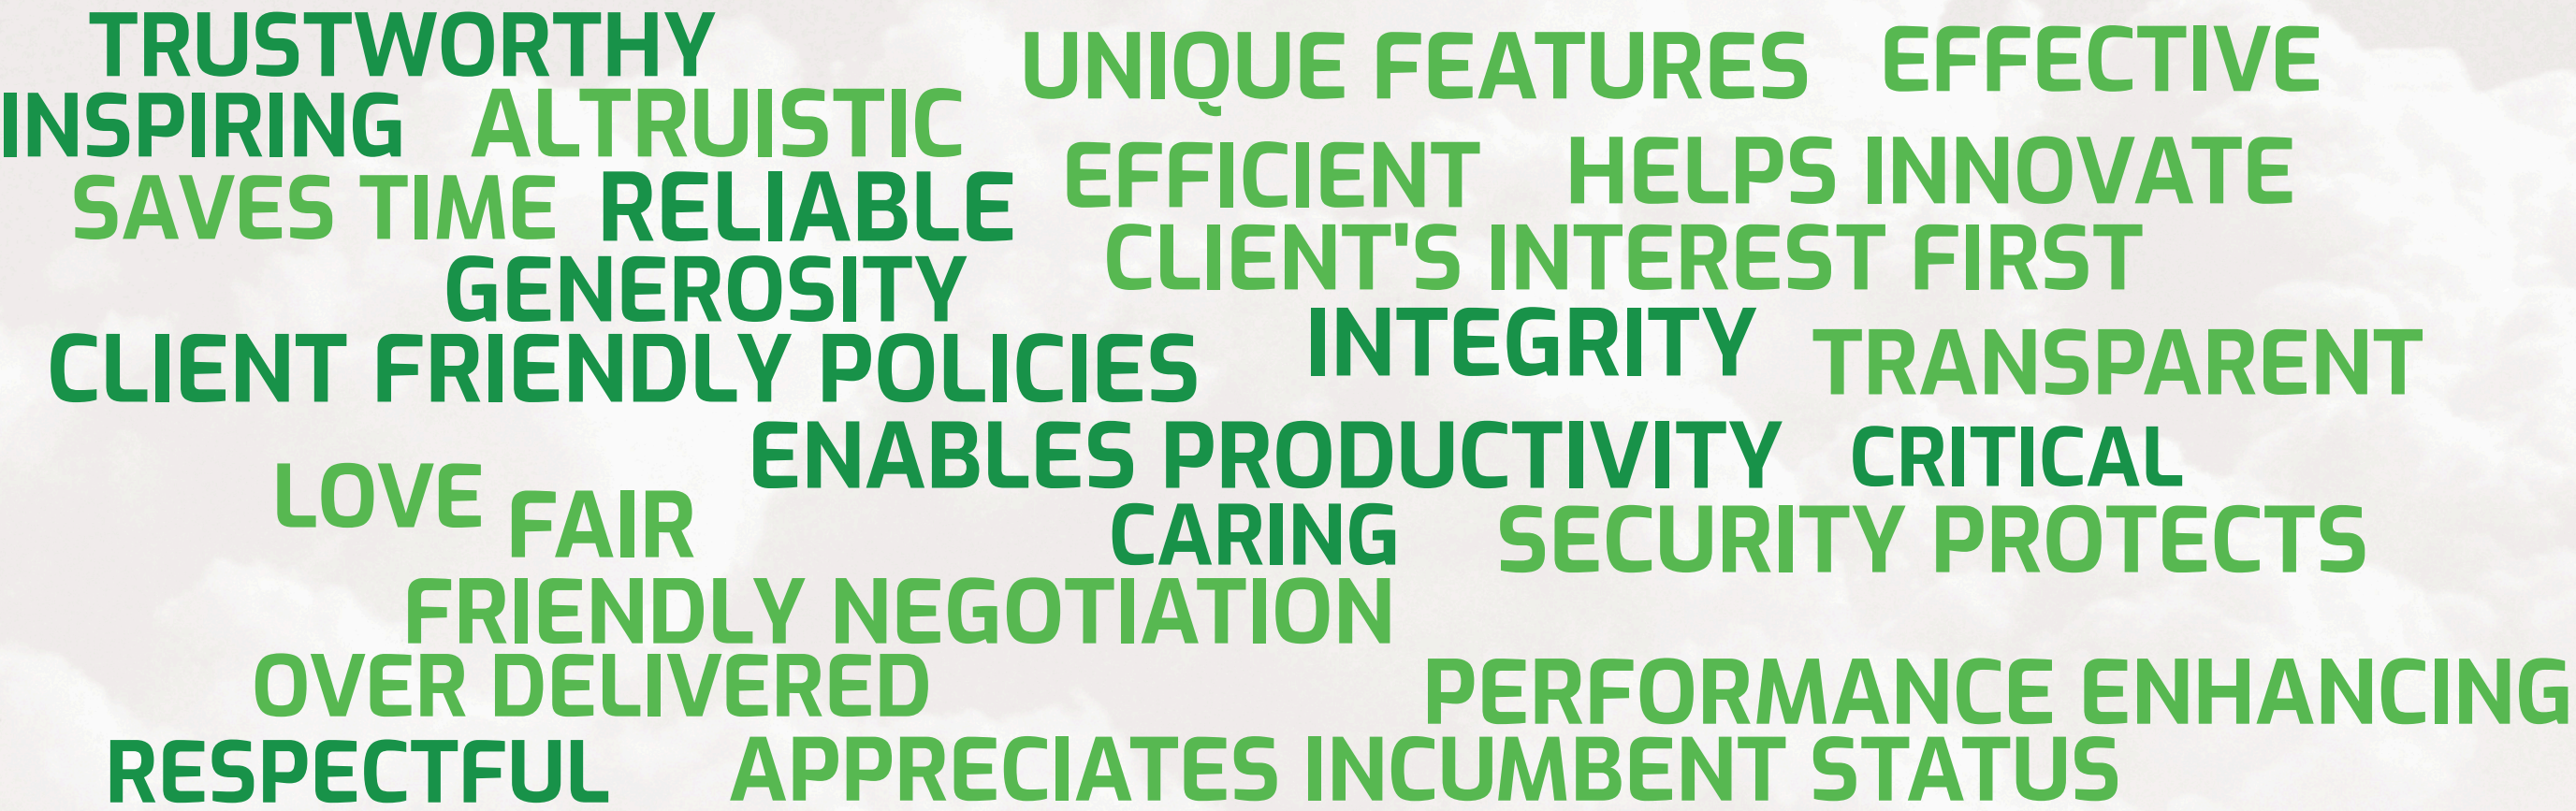 TRUSTWORTHY
UNIQUE FEATURES
EFFECTIVE
INSPIRING
ALTRUISTIC
EFFICIENT
HELPS INNOVATE
SAVES TIME
RELIABLE
CLIENT'S INTEREST FIRST
GENEROSITY
INTEGRITY
CLIENT FRIENDLY POLICIES
TRANSPARENT
ENABLES PRODUCTIVITY
CRITICAL
LOVE
FAIR
CARING
SECURITY PROTECTS
FRIENDLY NEGOTIATION
OVER DELIVERED
PERFORMANCE ENHANCING
RESPECTFUL
APPRECIATES INCUMBENT STATUS